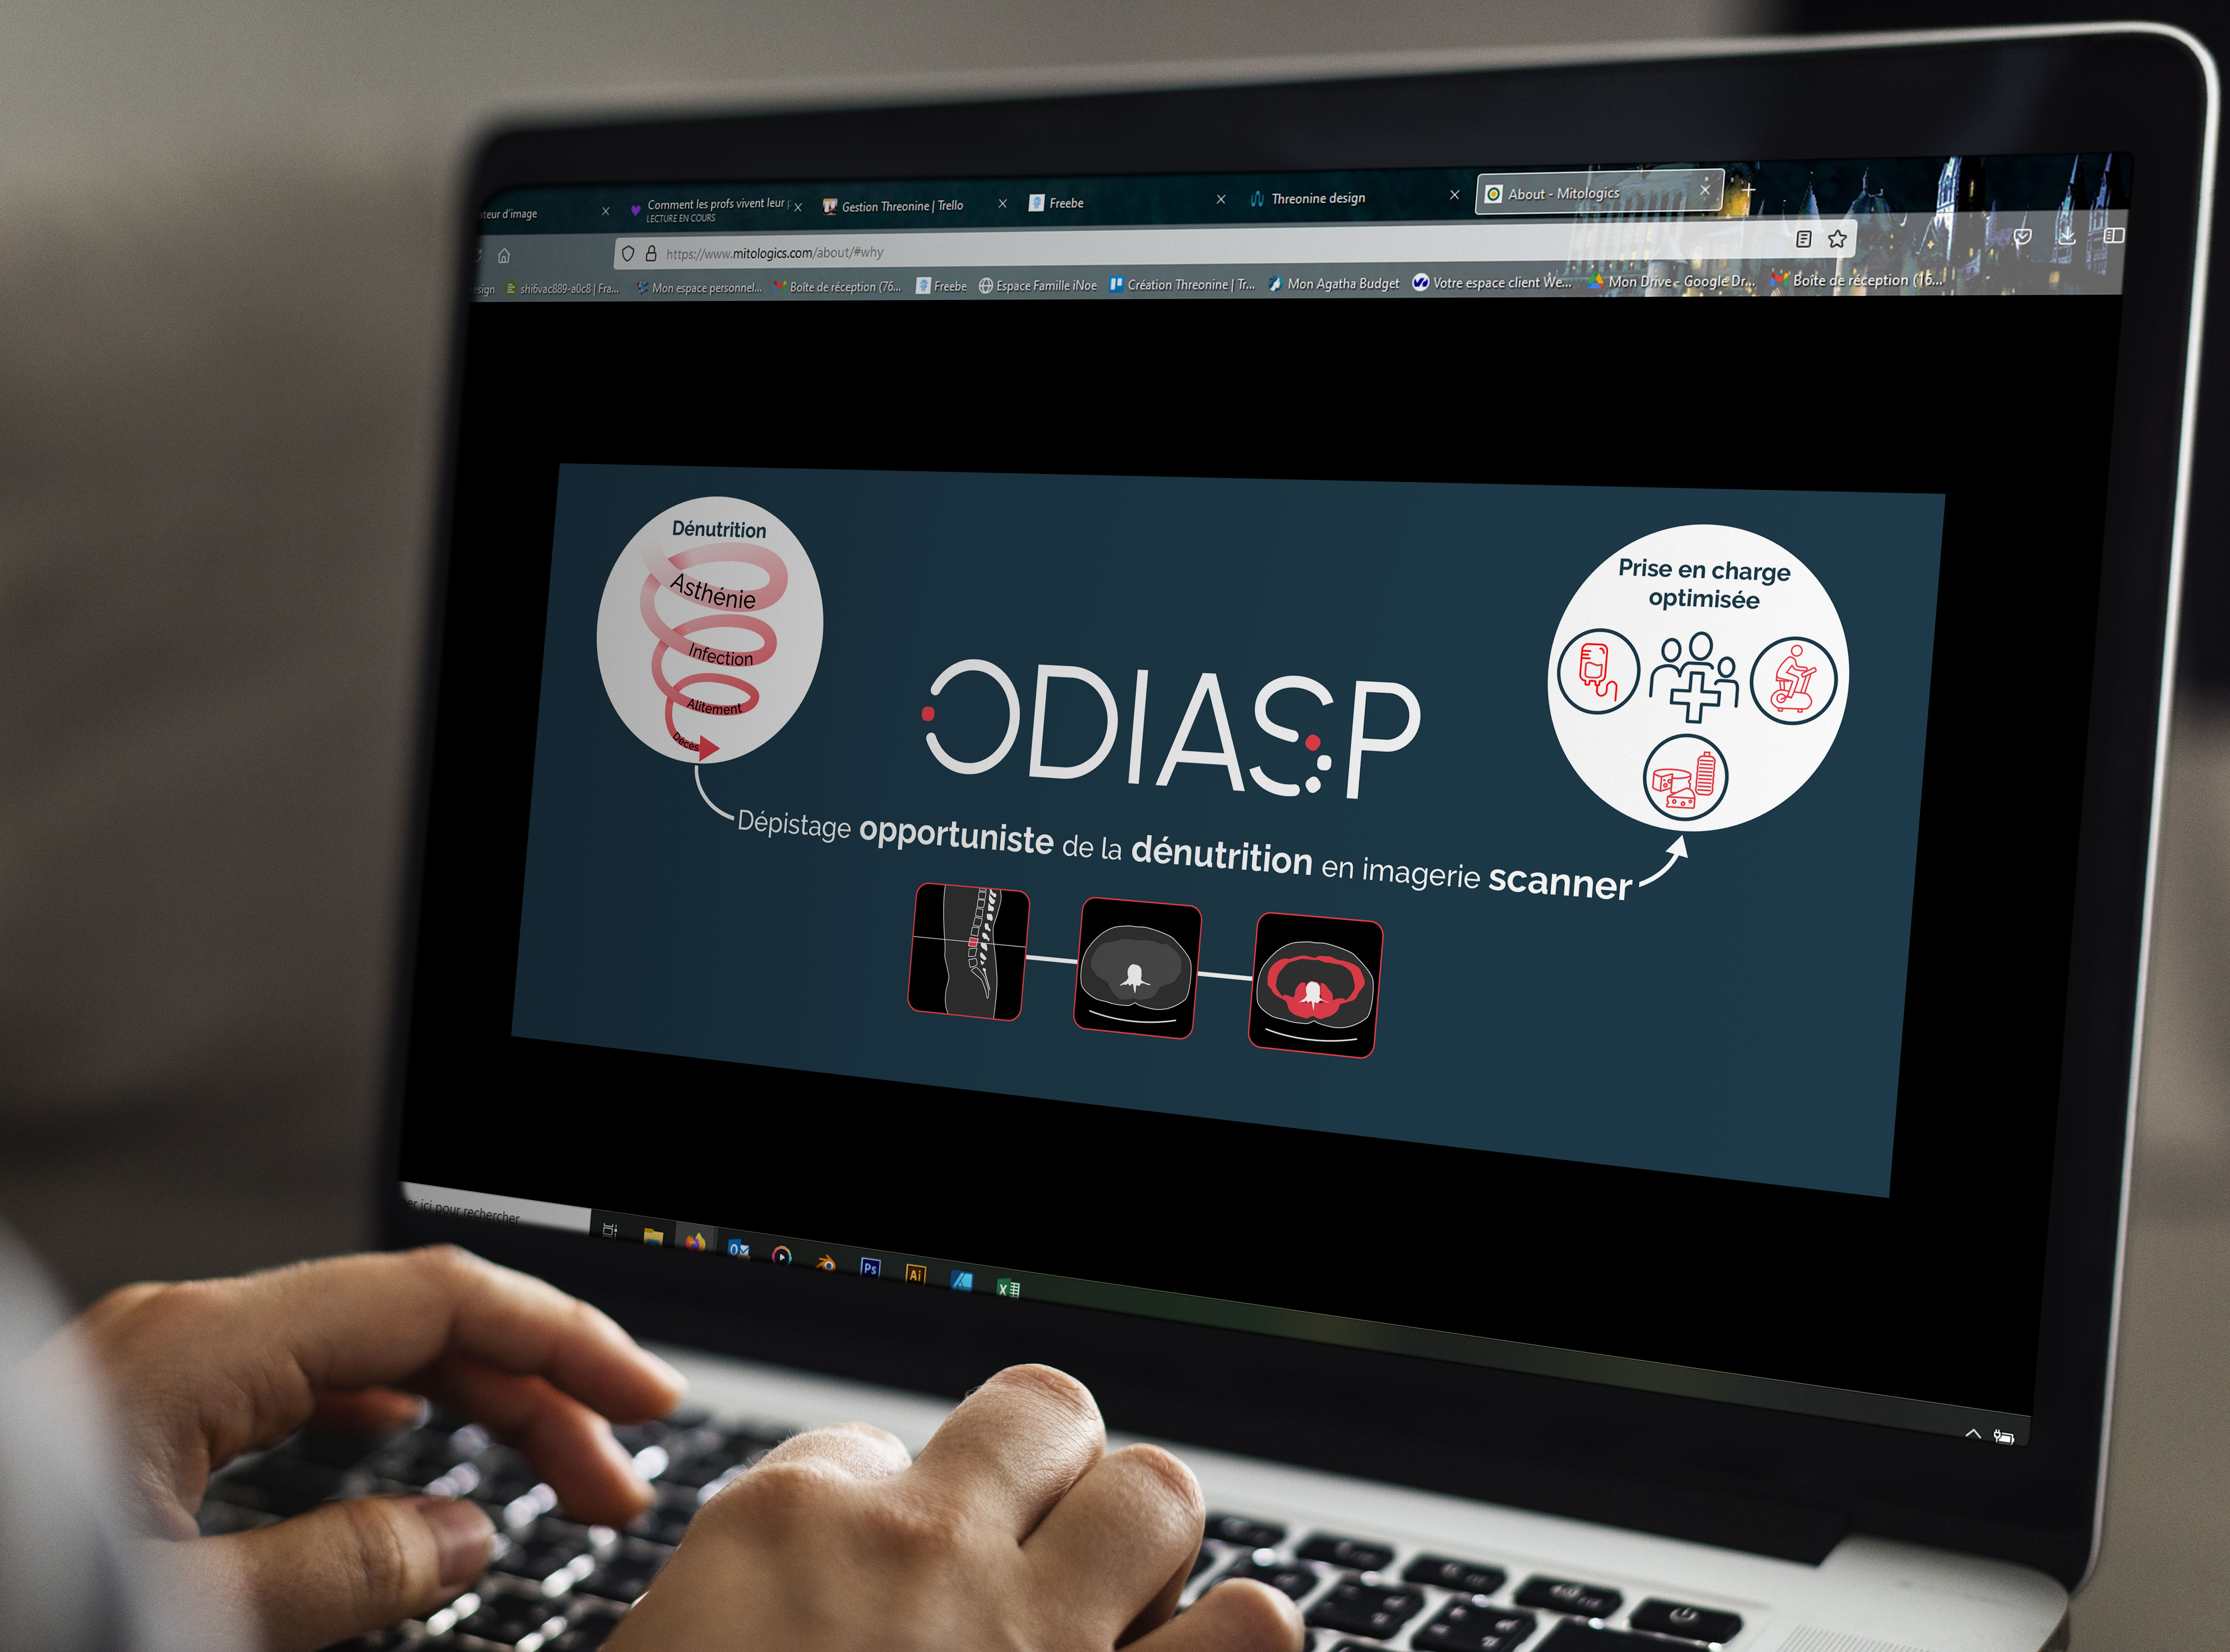 ateur d'image
Comment les profs vivent leur
LECTURE EN COURS
Gestion Threonine | Trello
Freebe
Threonine design
About - Mitologics
https://www.mitologics.com/about/#why
esign
shi6vac889-a0c8 | Fra...
Mon espace personnel...
Boîte de réception (76...
Freebe
Espace Famille iNoe
Création Threonine | Tr...
Mon Agatha Budget
Votre espace client We...
Mon Drive - Google Dr...
Boîte de réception (16...
Dénutrition
Asthénie
Infection
Alitement
Décès
ODIASP
Dépistage opportuniste de la dénutrition en imagerie scanner
Prise en charge
optimisée
er ici pour rechercher
Ps
Ai